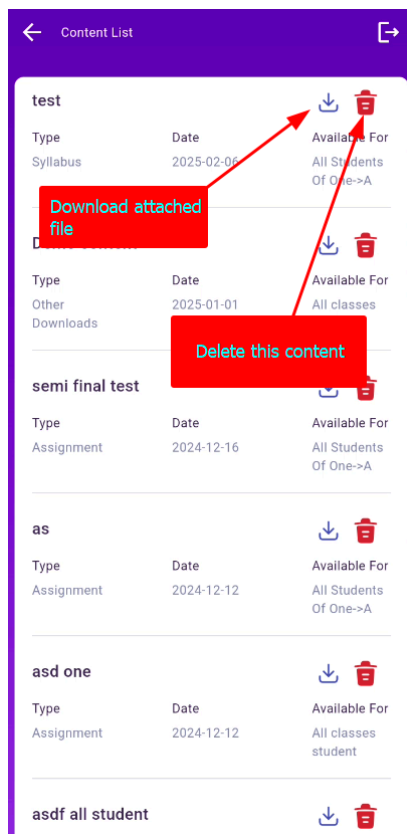 Content List
test
Type Date Available For
Syllabus 2025-02-06 All Students
Of One->A
Download attached
file
Type Date Available For
Other 2025-01-01 All classes
Downloads
Delete this content
semi final test
Type Date Available For
Assignment 2024-12-16 All Students
Of One->A
as
Type Date Available For
Assignment 2024-12-12 All Students
Of One->A
asd one
Type Date Available For
Assignment 2024-12-12 All classes
student
asdf all student